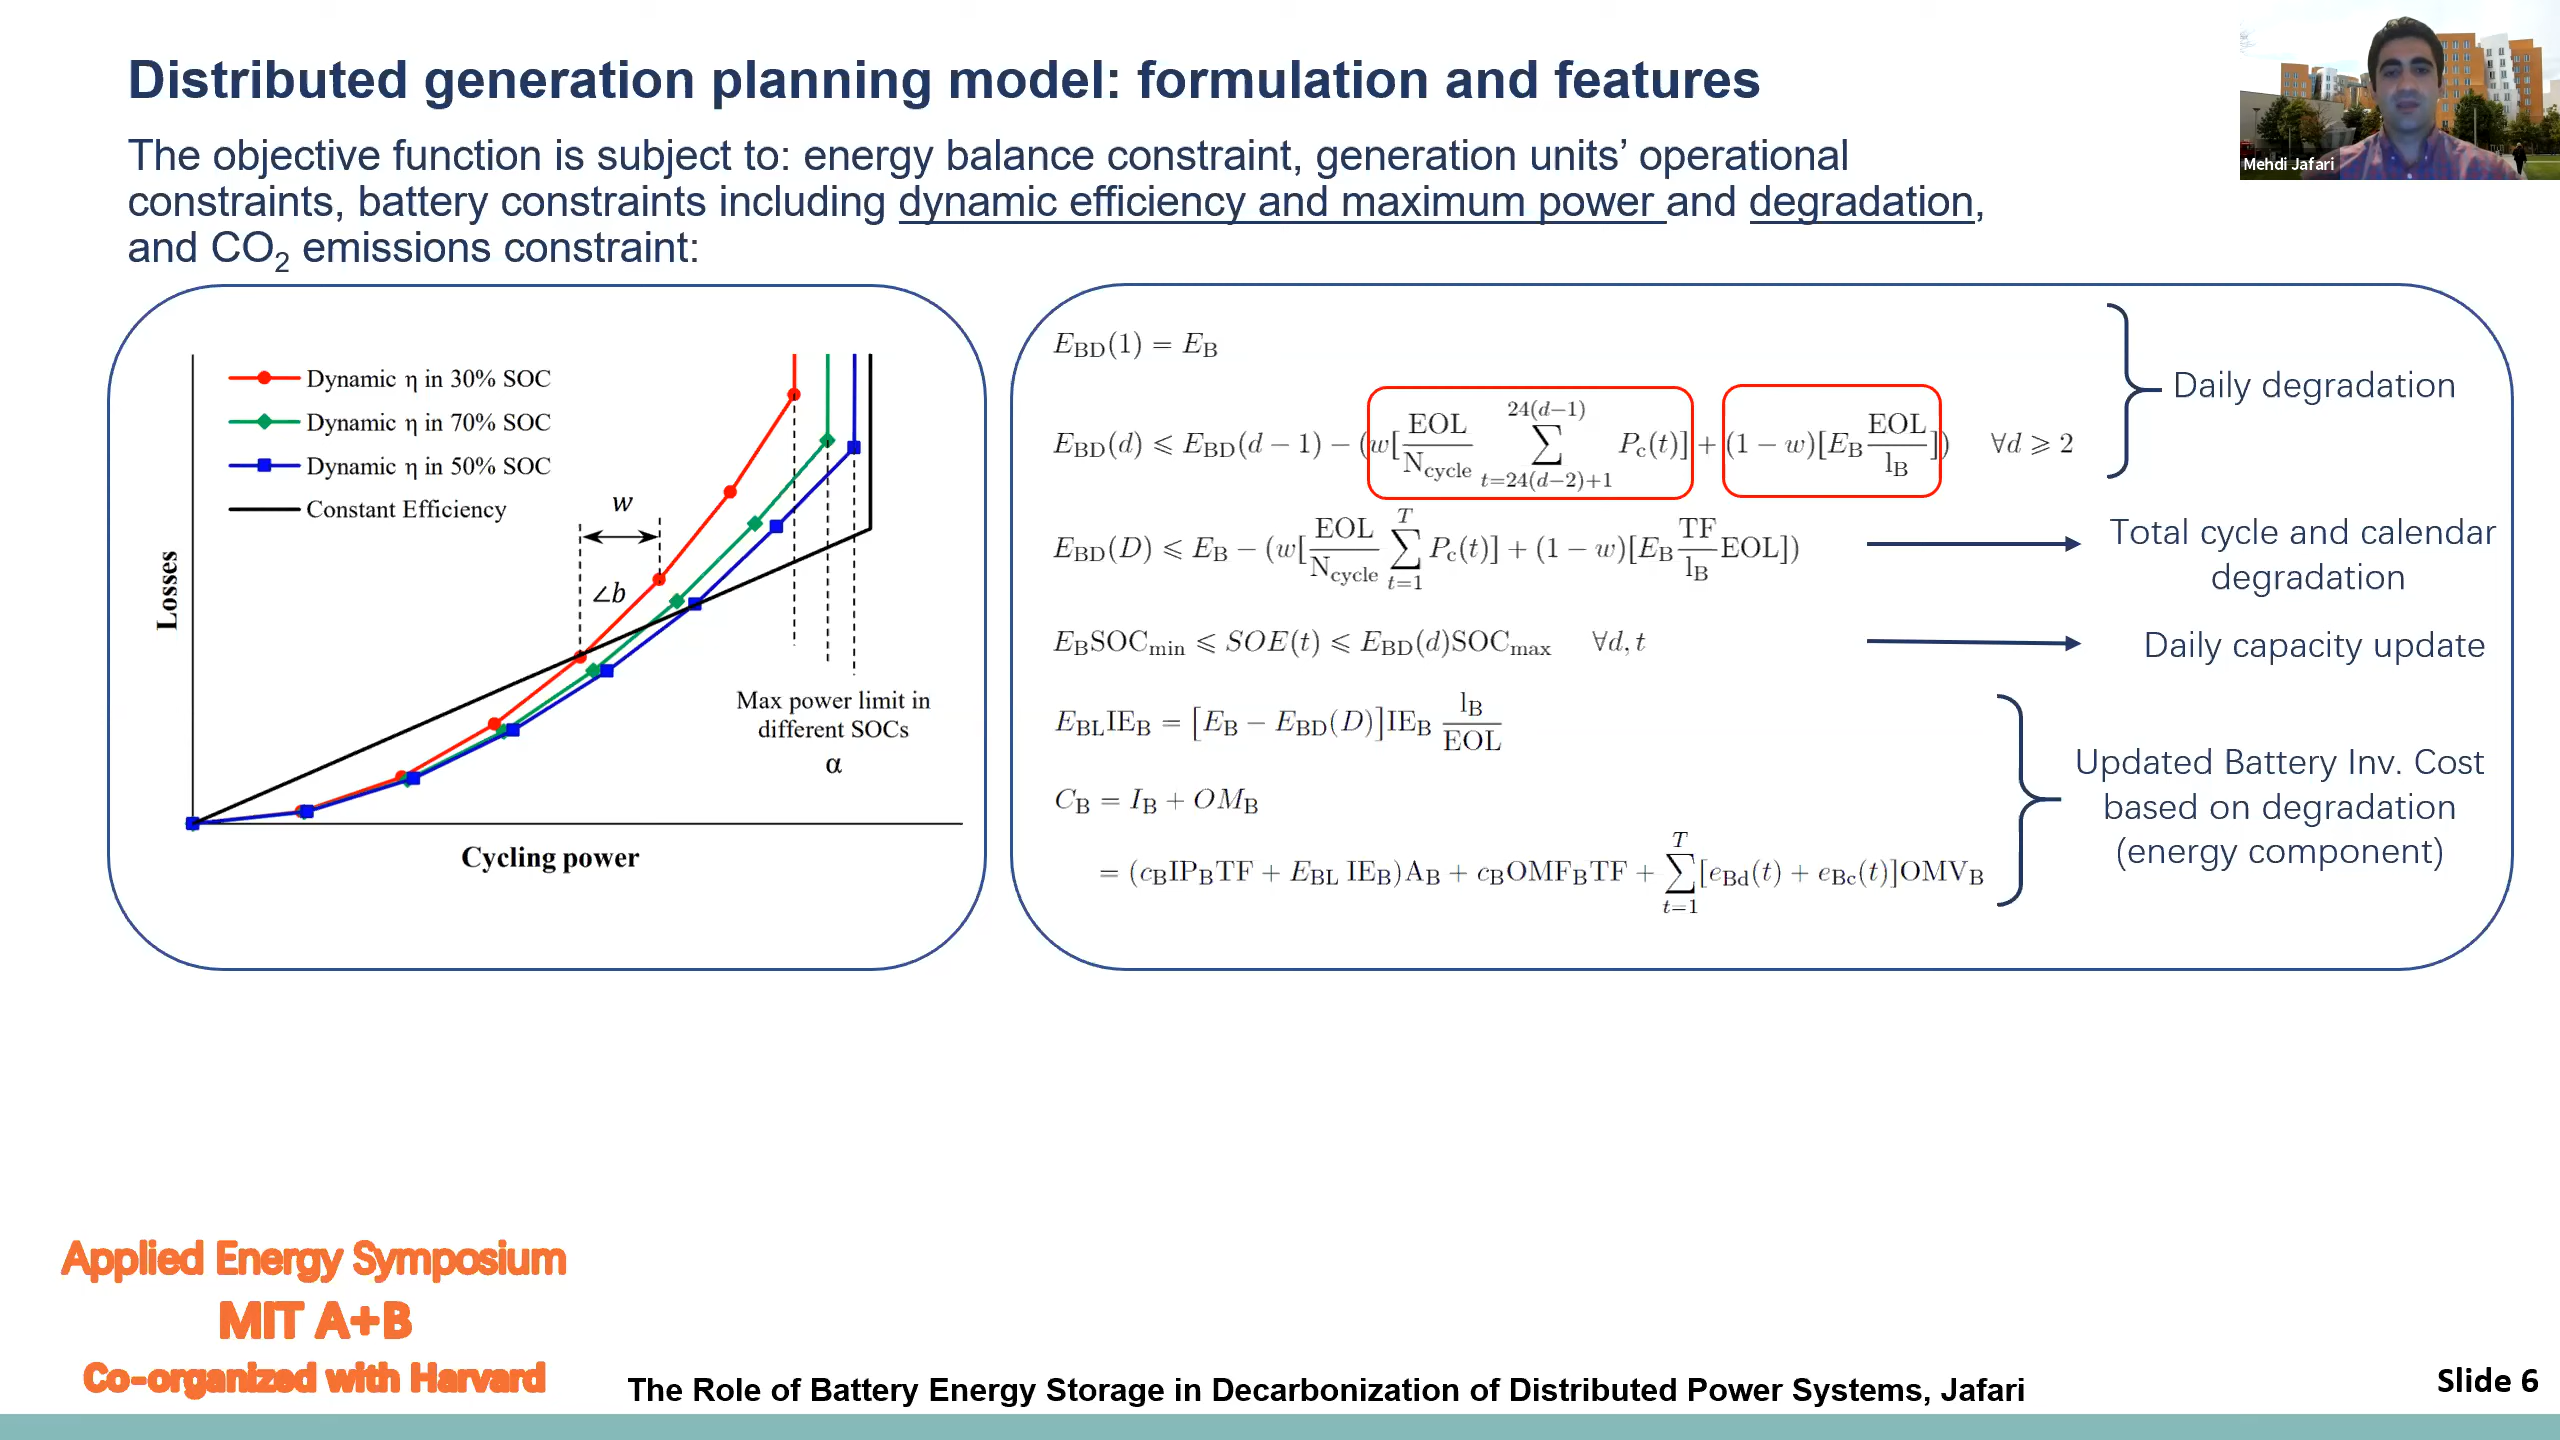 Distributed generation planning model: formulation and features
Mehdi Jafari
The objective function is subject to: energy balance constraint, generation units’ operational
constraints, battery constraints including dynamic efficiency and maximum power and degradation,
and CO₂ emissions constraint:
Dynamic η in 30% SOC
Dynamic η in 70% SOC
Dynamic η in 50% SOC
Constant Efficiency
w
∠b
Losses
Max power limit in
different SOCs
α
Cycling power
E_BD(1) = E_B
E_BD(d) ⩽ E_BD(d − 1) − (w[EOL/N_cycle ∑_{t=24(d−2)+1}^{24(d−1)} P_c(t)] + (1 − w)[E_B EOL/l_B]) ∀d ⩾ 2
Daily degradation
E_BD(D) ⩽ E_B − (w[EOL/N_cycle ∑_{t=1}^{T} P_c(t)] + (1 − w)[E_B TF/l_B EOL])
Total cycle and calendar
degradation
E_B SOC_min ⩽ SOE(t) ⩽ E_BD(d)SOC_max ∀d, t
Daily capacity update
E_BL IE_B = [E_B − E_BD(D)]IE_B l_B/EOL
C_B = I_B + OM_B
= (c_B IP_B TF + E_BL IE_B)A_B + c_B OMF_B TF + ∑_{t=1}^{T} [e_Bd(t) + e_Bc(t)]OMV_B
Updated Battery Inv. Cost
based on degradation
(energy component)
Applied Energy Symposium
MIT A+B
Co-organized with Harvard
The Role of Battery Energy Storage in Decarbonization of Distributed Power Systems, Jafari
Slide 6